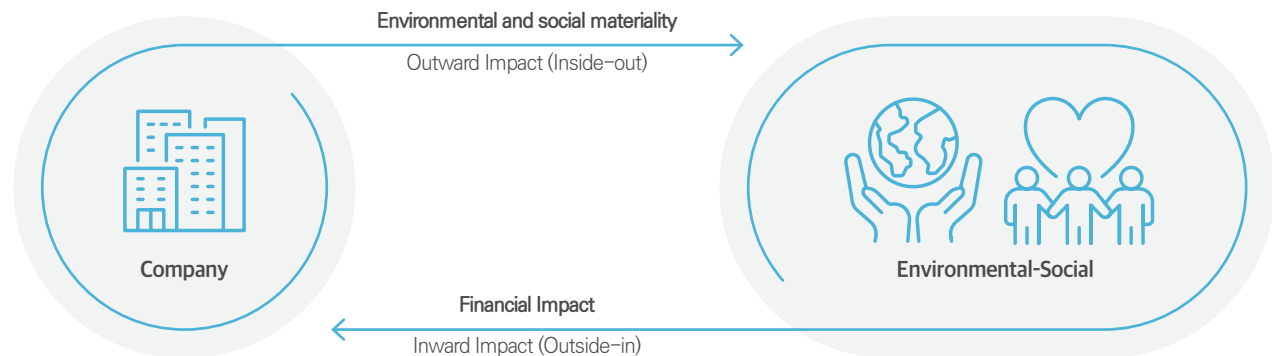 Environmental and social materiality
Outward Impact (Inside-out)
Company
Environmental-Social
Financial Impact
Inward Impact (Outside-in)